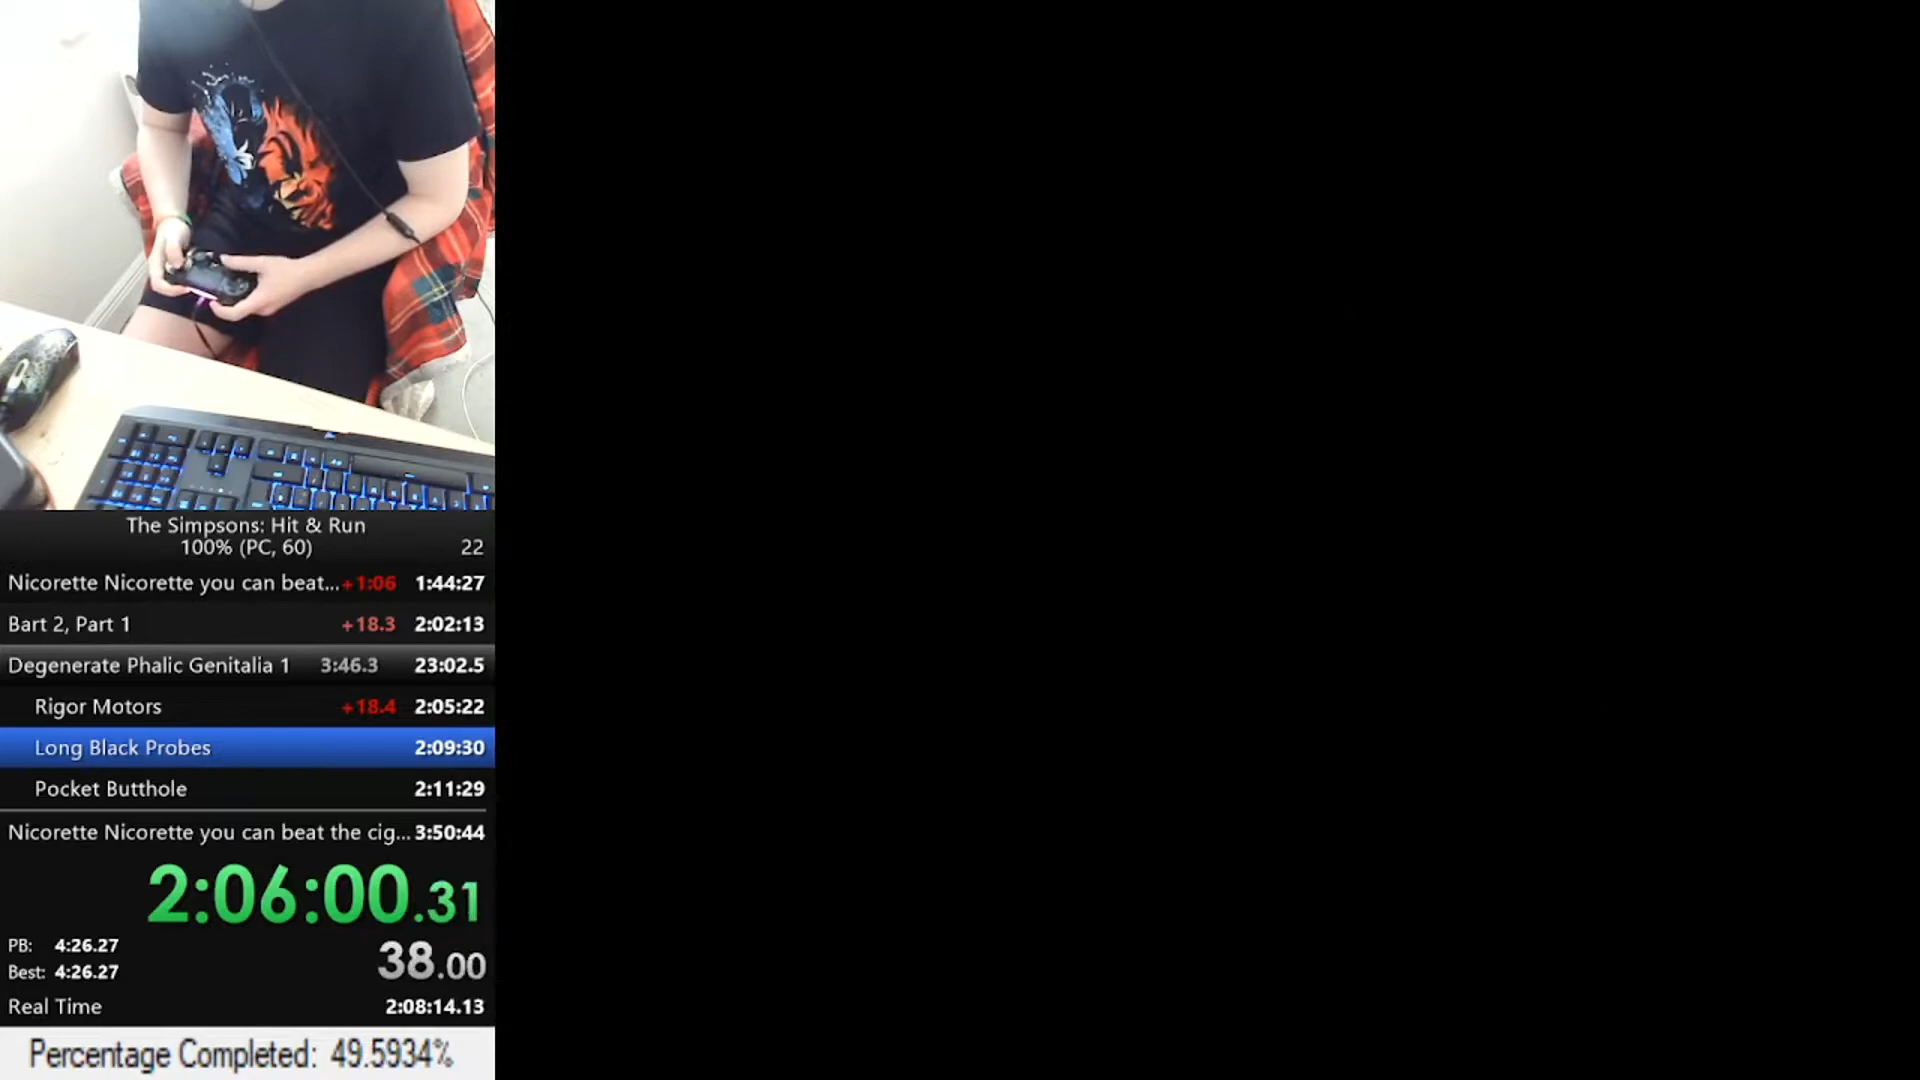 The Simpsons: Hit & Run
100% (PC, 60) 22
Nicorette Nicorette you can beat... +1:06 1:44:27
Bart 2, Part 1 +18.3 2:02:13
Degenerate Phalic Genitalia 1 3:46.3 23:02.5
Rigor Motors +18.4 2:05:22
Long Black Probes 2:09:30
Pocket Butthole 2:11:29
Nicorette Nicorette you can beat the cig... 3:50:44
2:06:00.31
PB: 4:26.27
38.00
Best: 4:26.27
Real Time 2:08:14.13
Percentage Completed: 49.5934%